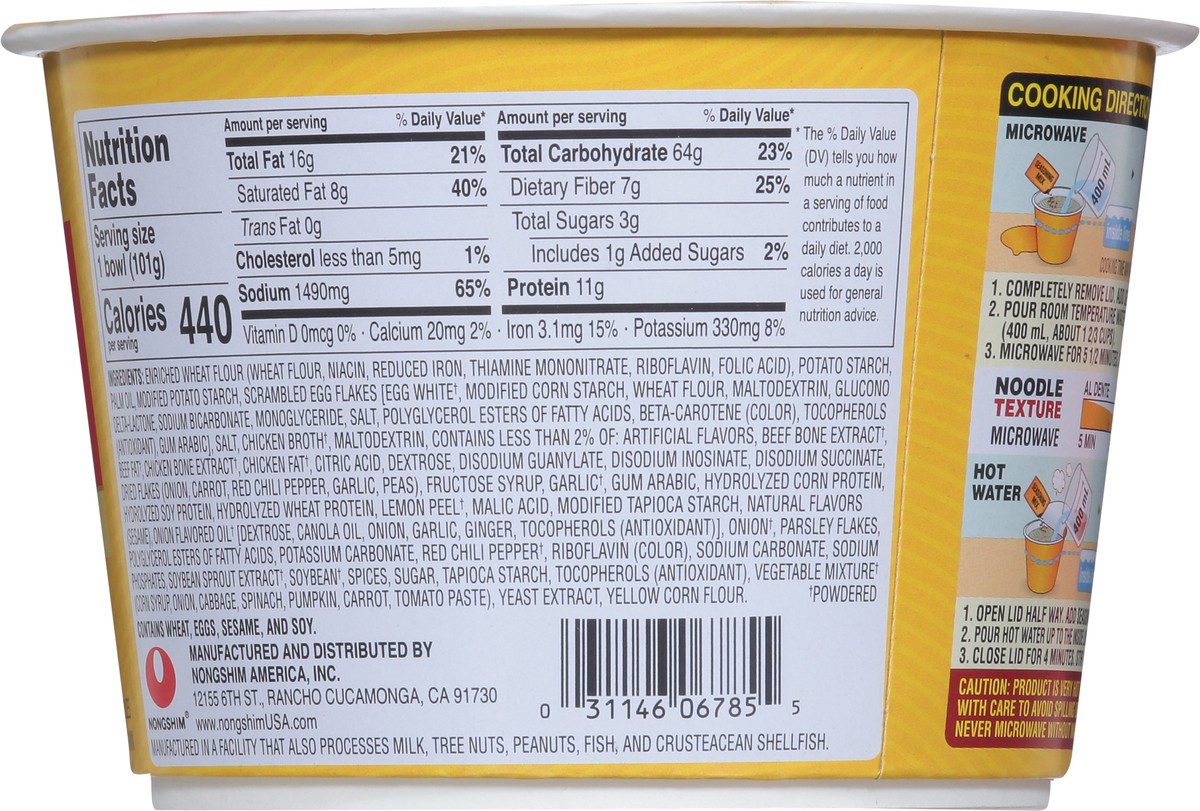 Nutrition
Facts
Serving size
1 bowl (101g)
Calories 440
per serving
Amount per serving % Daily Value*
Total Fat 16g 21%
Saturated Fat 8g 40%
Trans Fat 0g
Cholesterol less than 5mg 1%
Sodium 1490mg 65%
Amount per serving % Daily Value*
Total Carbohydrate 64g 23%
Dietary Fiber 7g 25%
Total Sugars 3g
Includes 1g Added Sugars 2%
Protein 11g
Vitamin D 0mcg 0% · Calcium 20mg 2% · Iron 3.1mg 15% · Potassium 330mg 8%
* The % Daily Value
(DV) tells you how
much a nutrient in
a serving of food
contributes to a
daily diet. 2,000
calories a day is
used for general
nutrition advice.
INGREDIENTS: ENRICHED WHEAT FLOUR (WHEAT FLOUR, NIACIN, REDUCED IRON, THIAMINE MONONITRATE, RIBOFLAVIN, FOLIC ACID), POTATO STARCH,
PALM OIL, MODIFIED POTATO STARCH, SCRAMBLED EGG FLAKES [EGG WHITE†, MODIFIED CORN STARCH, WHEAT FLOUR, MALTODEXTRIN, GLUCONO
DELTA-LACTONE, SODIUM BICARBONATE, MONOGLYCERIDE, SALT, POLYGLYCEROL ESTERS OF FATTY ACIDS, BETA-CAROTENE (COLOR), TOCOPHEROLS
(ANTIOXIDANT), GUM ARABIC], SALT, CHICKEN BROTH†, MALTODEXTRIN, CONTAINS LESS THAN 2% OF: ARTIFICIAL FLAVORS, BEEF BONE EXTRACT†,
BEEF FAT†, CHICKEN BONE EXTRACT†, CHICKEN FAT†, CITRIC ACID, DEXTROSE, DISODIUM GUANYLATE, DISODIUM INOSINATE, DISODIUM SUCCINATE,
DRIED FLAKES (ONION, CARROT, RED CHILI PEPPER, GARLIC, PEAS), FRUCTOSE SYRUP, GARLIC†, GUM ARABIC, HYDROLYZED CORN PROTEIN,
HYDROLYZED SOY PROTEIN, HYDROLYZED WHEAT PROTEIN, LEMON PEEL†, MALIC ACID, MODIFIED TAPIOCA STARCH, NATURAL FLAVORS
(SESAME), ONION FLAVORED OIL† [DEXTROSE, CANOLA OIL, ONION, GARLIC, GINGER, TOCOPHEROLS (ANTIOXIDANT)], ONION†, PARSLEY FLAKES,
POLYGLYCEROL ESTERS OF FATTY ACIDS, POTASSIUM CARBONATE, RED CHILI PEPPER†, RIBOFLAVIN (COLOR), SODIUM CARBONATE, SODIUM
PHOSPHATES, SOYBEAN SPROUT EXTRACT†, SOYBEAN†, SPICES, SUGAR, TAPIOCA STARCH, TOCOPHEROLS (ANTIOXIDANT), VEGETABLE MIXTURE†
(CORN SYRUP, ONION, CABBAGE, SPINACH, PUMPKIN, CARROT, TOMATO PASTE), YEAST EXTRACT, YELLOW CORN FLOUR. †POWDERED
CONTAINS WHEAT, EGGS, SESAME, AND SOY.
MANUFACTURED AND DISTRIBUTED BY
NONGSHIM AMERICA, INC.
12155 6TH ST., RANCHO CUCAMONGA, CA 91730
NONGSHIM® www.nongshimUSA.com
0 31146 06785 5
MANUFACTURED IN A FACILITY THAT ALSO PROCESSES MILK, TREE NUTS, PEANUTS, FISH, AND CRUSTEACEAN SHELLFISH.
COOKING DIRECTIO
MICROWAVE
SEASONING MIX
400 mL
inside line
1. COMPLETELY REMOVE LID. ADD
2. POUR ROOM TEMPERATURE
(400 mL, ABOUT 1 2/3 CUPS)
3. MICROWAVE FOR 5 1/2 MINUTE
NOODLE
TEXTURE
AL DENTE
MICROWAVE 5 MIN
HOT
WATER
400 mL
1. OPEN LID HALF WAY. ADD
2. POUR HOT WATER UP TO THE
3. CLOSE LID FOR 4 MINUTES.
CAUTION: PRODUCT IS VERY
WITH CARE TO AVOID
NEVER MICROWAVE WITHOUT